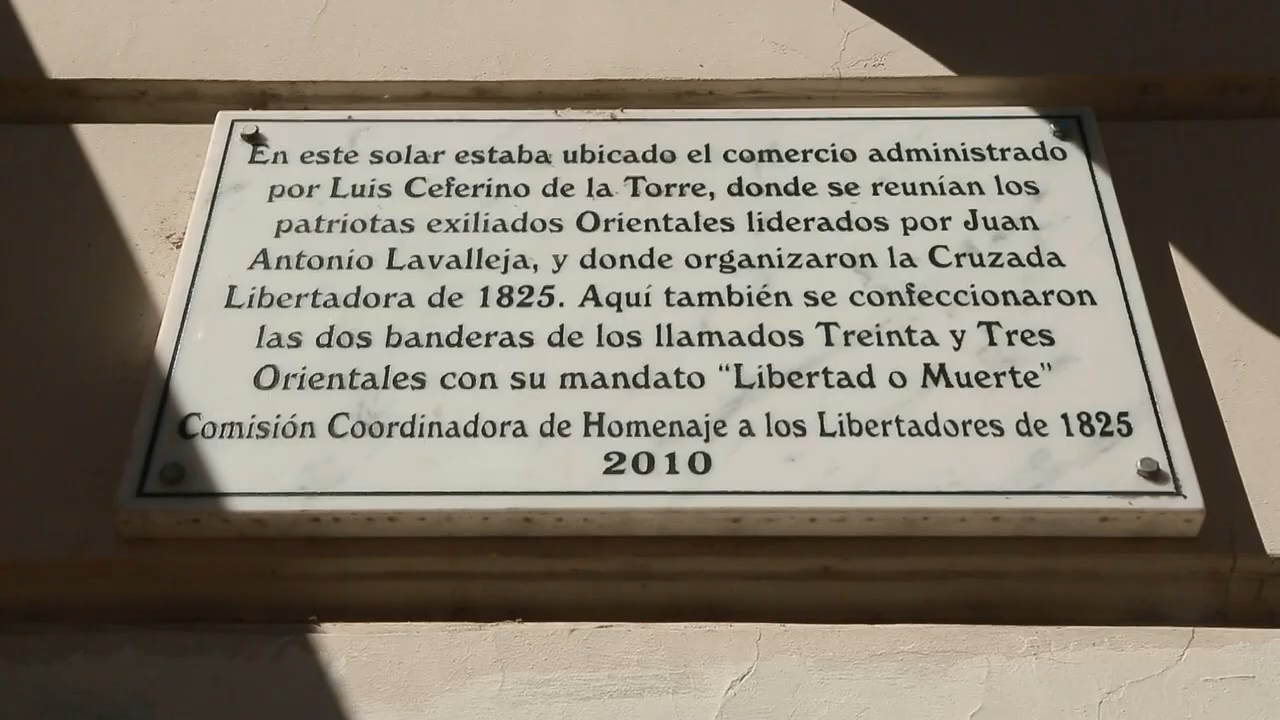 En este solar estaba ubicado el comercio administrado
por Luis Ceferino de la Torre, donde se reunían los
patriotas exiliados Orientales liderados por Juan
Antonio Lavalleja, y donde organizaron la Cruzada
Libertadora de 1825. Aquí también se confeccionaron
las dos banderas de los llamados Treinta y Tres
Orientales con su mandato “Libertad o Muerte”
Comisión Coordinadora de Homenaje a los Libertadores de 1825
2010